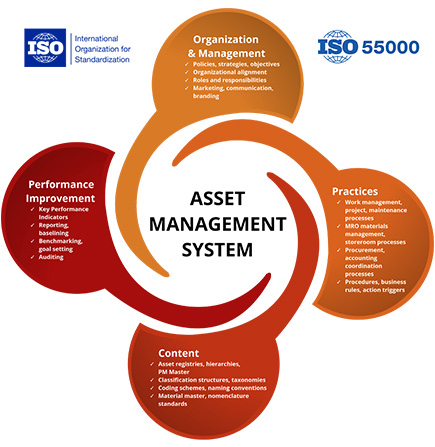 ISO
International
Organization for
Standardization
ISO 55000
Organization
& Management
✓ Policies, strategies, objectives
✓ Organizational alignment
✓ Roles and responsibilities
✓ Marketing, communication,
branding
Performance
Improvement
✓ Key Performance
Indicators
✓ Reporting,
baselining
✓ Benchmarking,
goal setting
✓ Auditing
ASSET
MANAGEMENT
SYSTEM
Practices
✓ Work management,
project, maintenance
processes
✓ MRO materials
management,
storeroom processes
✓ Procurement,
accounting
coordination
processes
✓ Procedures, business
rules, action triggers
Content
✓ Asset registries, hierarchies,
PM Master
✓ Classification structures, taxonomies
✓ Coding schemes, naming conventions
✓ Material master, nomenclature
standards